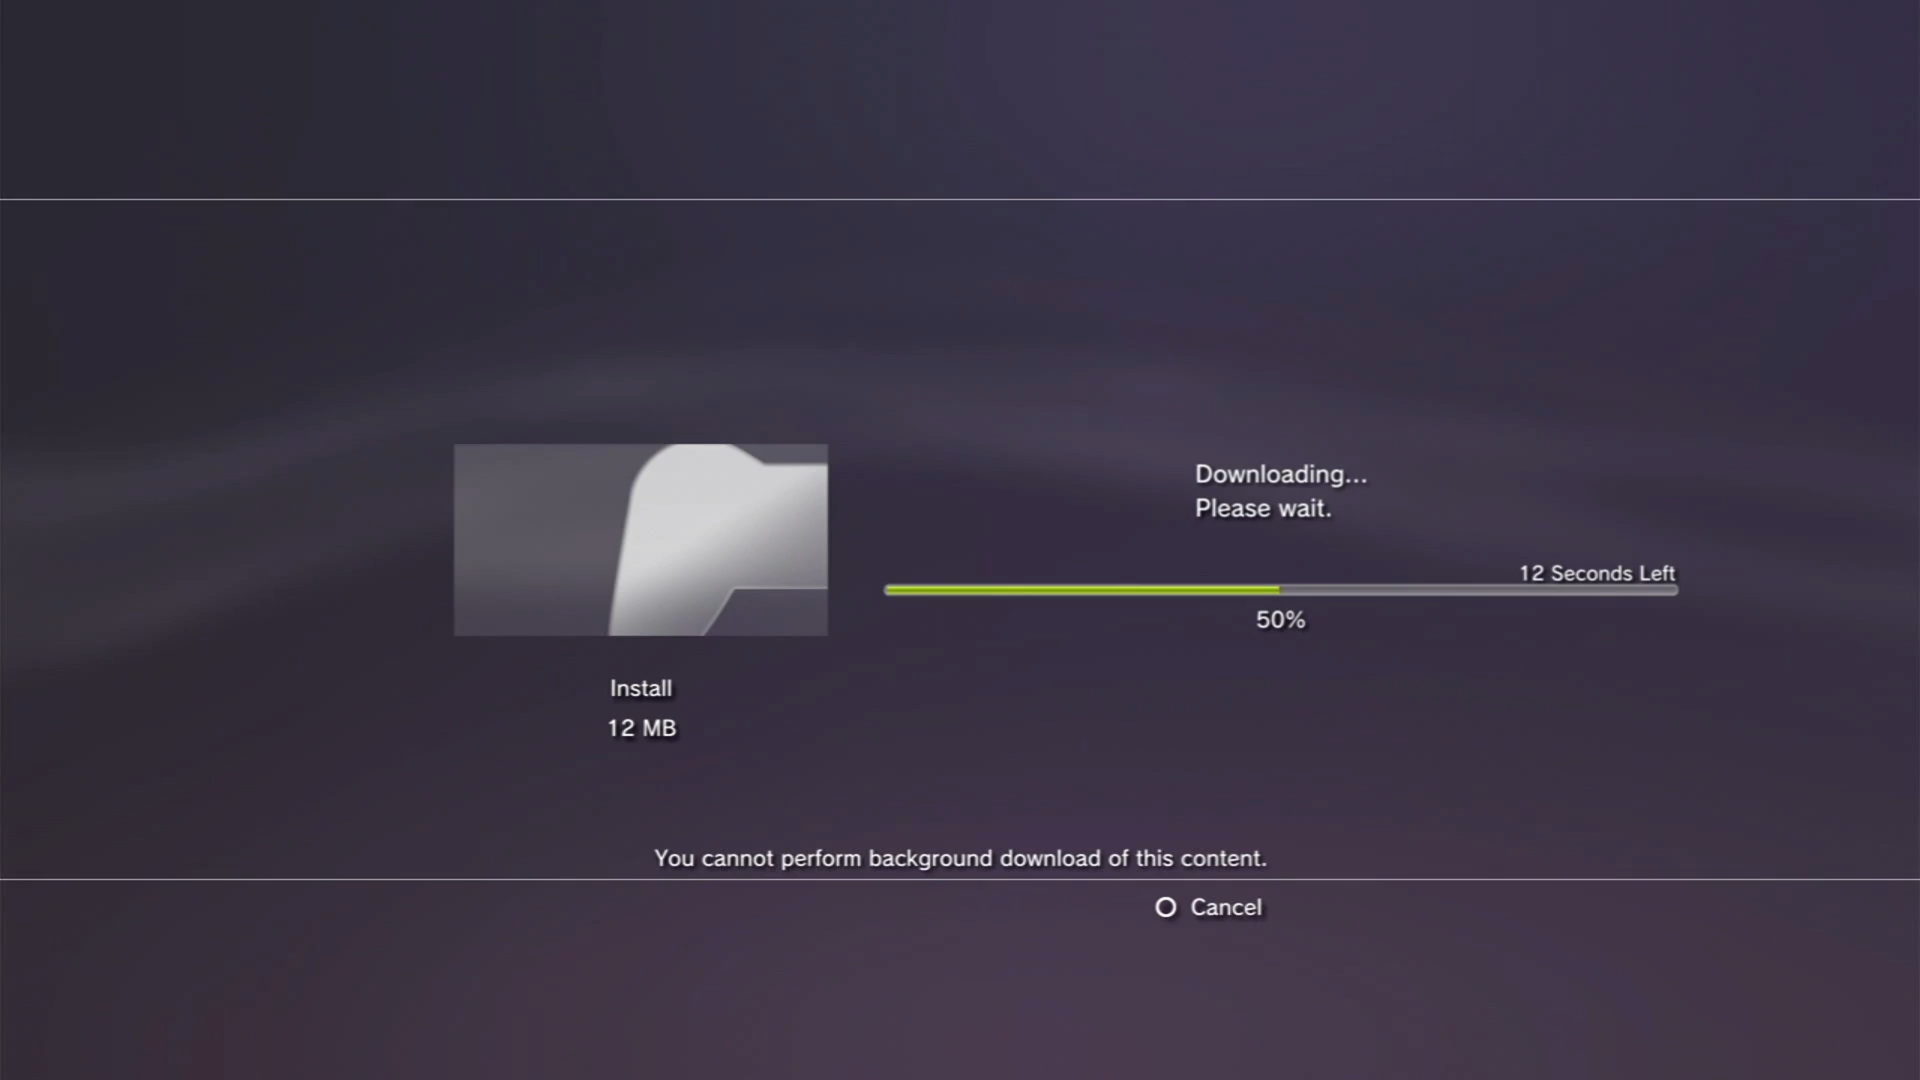 Downloading...
Please wait.
12 Seconds Left
50%
Install
12 MB
You cannot perform background download of this content.
Cancel